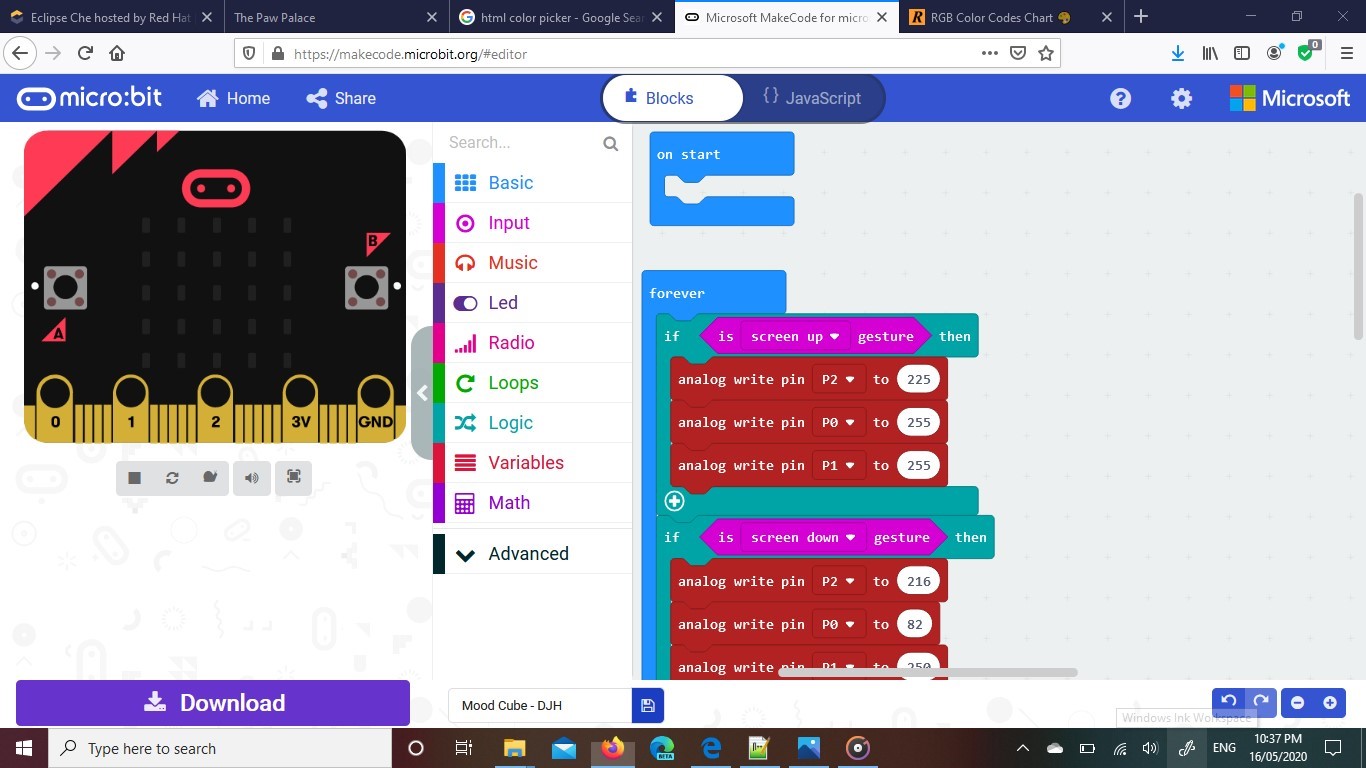 Eclipse Che hosted by Red Hat
The Paw Palace
html color picker - Google Sear
Microsoft MakeCode for micro
RGB Color Codes Chart
https://makecode.microbit.org/#editor
0
micro:bit
Home
Share
Blocks
{} JavaScript
?
Microsoft
B
A
0 1 2 3V GND
Download
Search...
Basic
Input
Music
Led
Radio
Loops
Logic
Variables
Math
Advanced
on start
forever
if is screen up gesture then
analog write pin P2 to 225
analog write pin P0 to 255
analog write pin P1 to 255
if is screen down gesture then
analog write pin P2 to 216
analog write pin P0 to 82
analog write pin P1 to 250
Mood Cube - DJH
Windows Ink Workspace
Type here to search
BETA
ENG
10:37 PM
16/05/2020